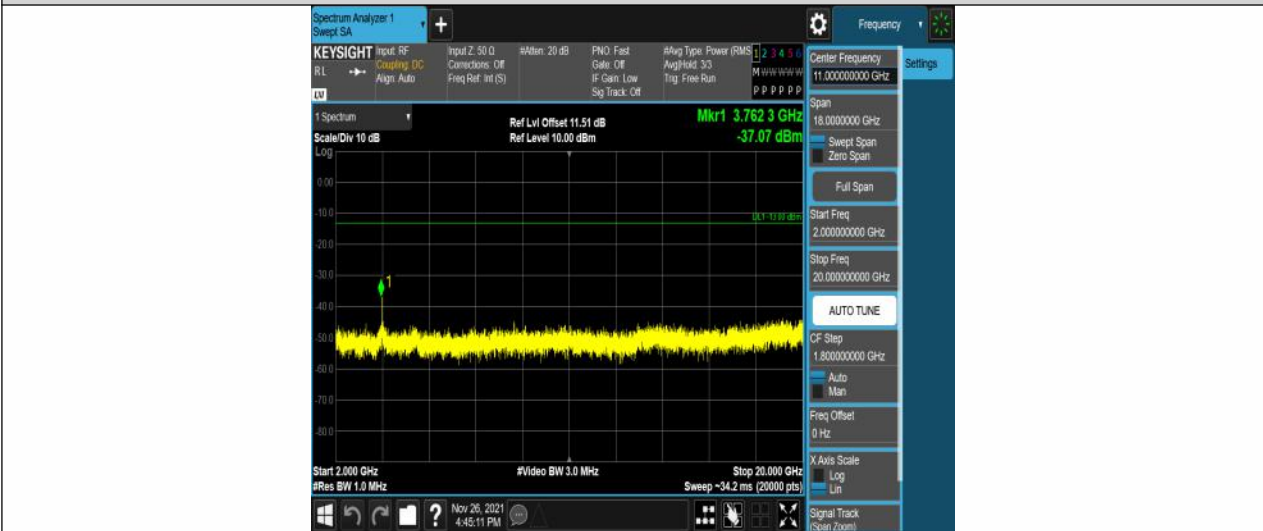 Spectrum Analyzer 1
Swept SA
Frequency
KEYSIGHT
RL
LV
Input: RF
Coupling: DC
Align: Auto
Input Z: 50 Ω
Corrections: Off
Freq Ref: Int (S)
#Atten: 20 dB
PNO: Fast
Gate: Off
IF Gain: Low
Sig Track: Off
#Avg Type: Power (RMS
Avg|Hold: 3/3
Trig: Free Run
1 2 3 4 5 6
M W W W W W
P P P P P P
1 Spectrum
Scale/Div 10 dB
Log
Ref Lvl Offset 11.51 dB
Ref Level 10.00 dBm
Mkr1 3.762 3 GHz
-37.07 dBm
0.00
-10.0
-20.0
-30.0
-40.0
-50.0
-60.0
-70.0
-80.0
DL1 -13.00 dBm
1
Start 2.000 GHz
#Res BW 1.0 MHz
#Video BW 3.0 MHz
Stop 20.000 GHz
Sweep ~34.2 ms (20000 pts)
Nov 26, 2021
4:45:11 PM
Center Frequency
11.000000000 GHz
Settings
Span
18.0000000 GHz
Swept Span
Zero Span
Full Span
Start Freq
2.000000000 GHz
Stop Freq
20.000000000 GHz
AUTO TUNE
CF Step
1.800000000 GHz
Auto
Man
Freq Offset
0 Hz
X Axis Scale
Log
Lin
Signal Track
(Span Zoom)